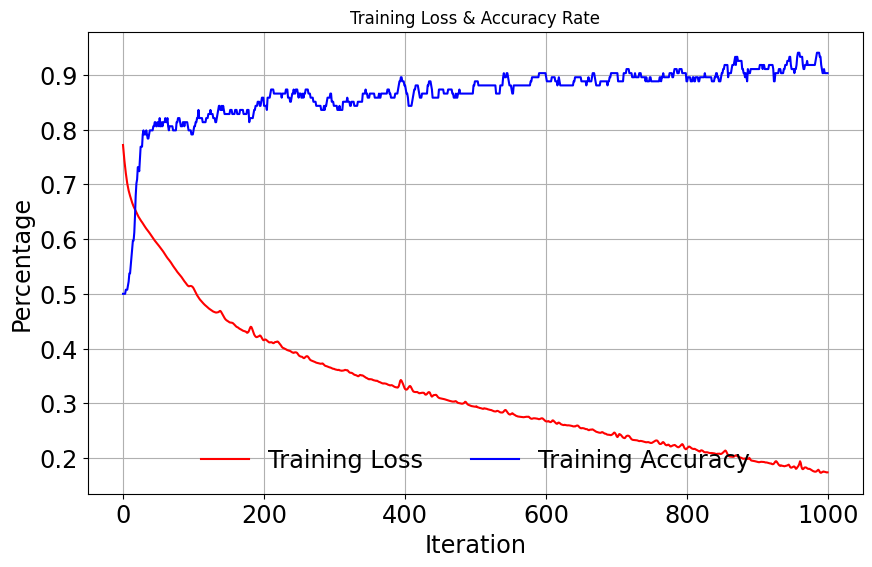 Training Loss & Accuracy Rate
Percentage
0.9
0.8
0.7
0.6
0.5
0.4
0.3
0.2
Training Loss Training Accuracy
0 200 400 600 800 1000
Iteration